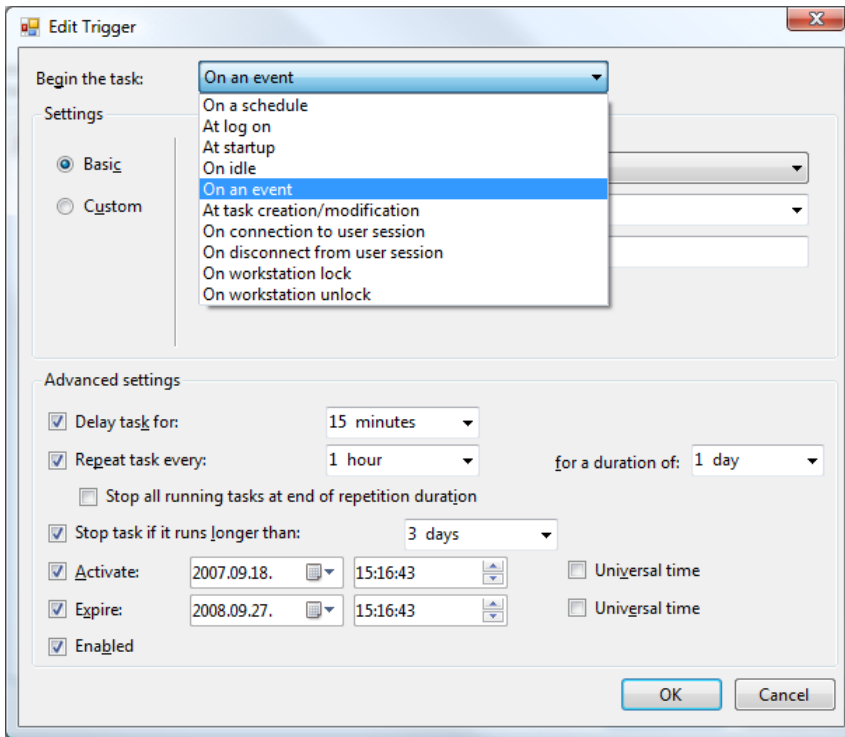 Edit Trigger
Begin the task: On an event
On a schedule
At log on
At startup
On idle
On an event
At task creation/modification
On connection to user session
On disconnect from user session
On workstation lock
On workstation unlock
Settings
Basic
Custom
Advanced settings
Delay task for: 15 minutes
Repeat task every: 1 hour for a duration of: 1 day
Stop all running tasks at end of repetition duration
Stop task if it runs longer than: 3 days
Activate: 2007.09.18. 15:16:43 Universal time
Expire: 2008.09.27. 15:16:43 Universal time
Enabled
OK Cancel